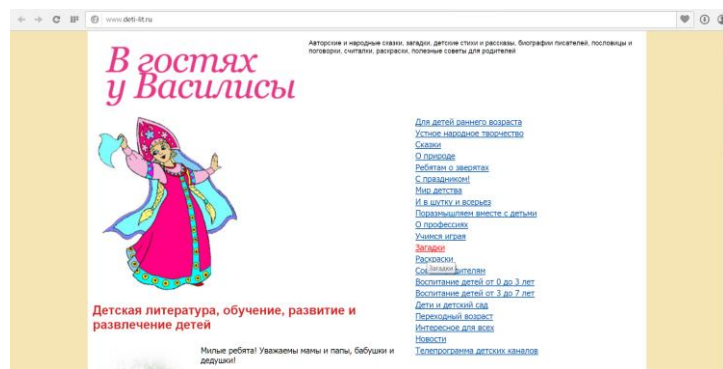 www.deti-lit.ru
В гостях
у Василисы
Авторские и народные сказки, загадки, детские стихи и рассказы, биографии писателей, пословицы и
поговорки, считалки, раскраски, полезные советы для родителей
Для детей раннего возраста
Устное народное творчество
Сказки
О природе
Ребятам о зверятах
С праздником!
Мир детства
И в шутку и всерьез
Поразмышляем вместе с детьми
О профессиях
Учимся играя
Загадки
Раскраски
Загадки
Воспитание детей от 0 до 3 лет
Воспитание детей от 3 до 7 лет
Дети и детский сад
Переходный возраст
Интересное для всех
Новости
Телепрограмма детских каналов
Детская литература, обучение, развитие и
развлечение детей
Милые ребята! Уважаемы мамы и папы, бабушки и
дедушки!